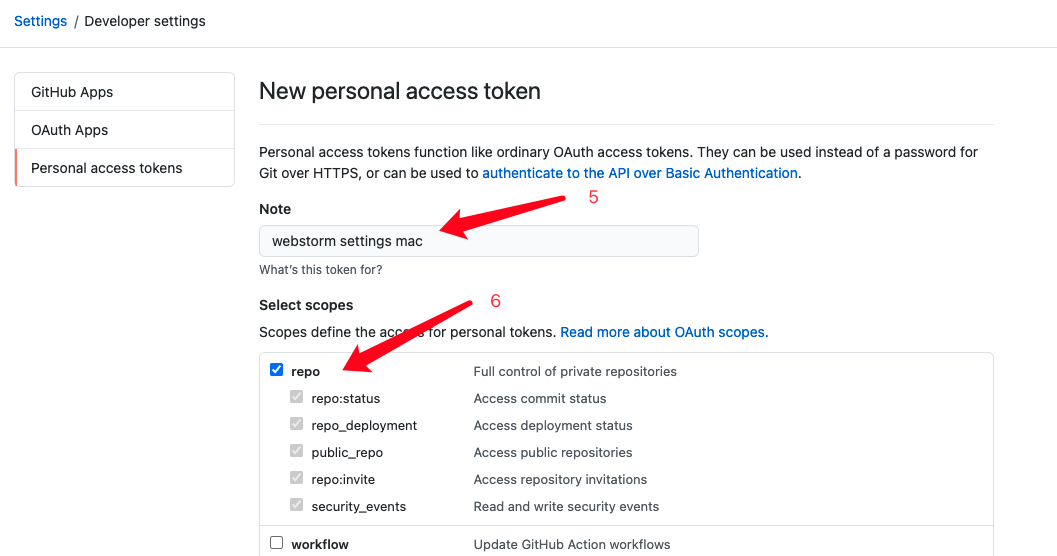 Settings / Developer settings
GitHub Apps
OAuth Apps
Personal access tokens
New personal access token
Personal access tokens function like ordinary OAuth access tokens. They can be used instead of a password for
Git over HTTPS, or can be used to authenticate to the API over Basic Authentication.
5
Note
webstorm settings mac
What's this token for?
6
Select scopes
Scopes define the access for personal tokens. Read more about OAuth scopes.
repo Full control of private repositories
repo:status Access commit status
repo_deployment Access deployment status
public_repo Access public repositories
repo:invite Access repository invitations
security_events Read and write security events
workflow Update GitHub Action workflows